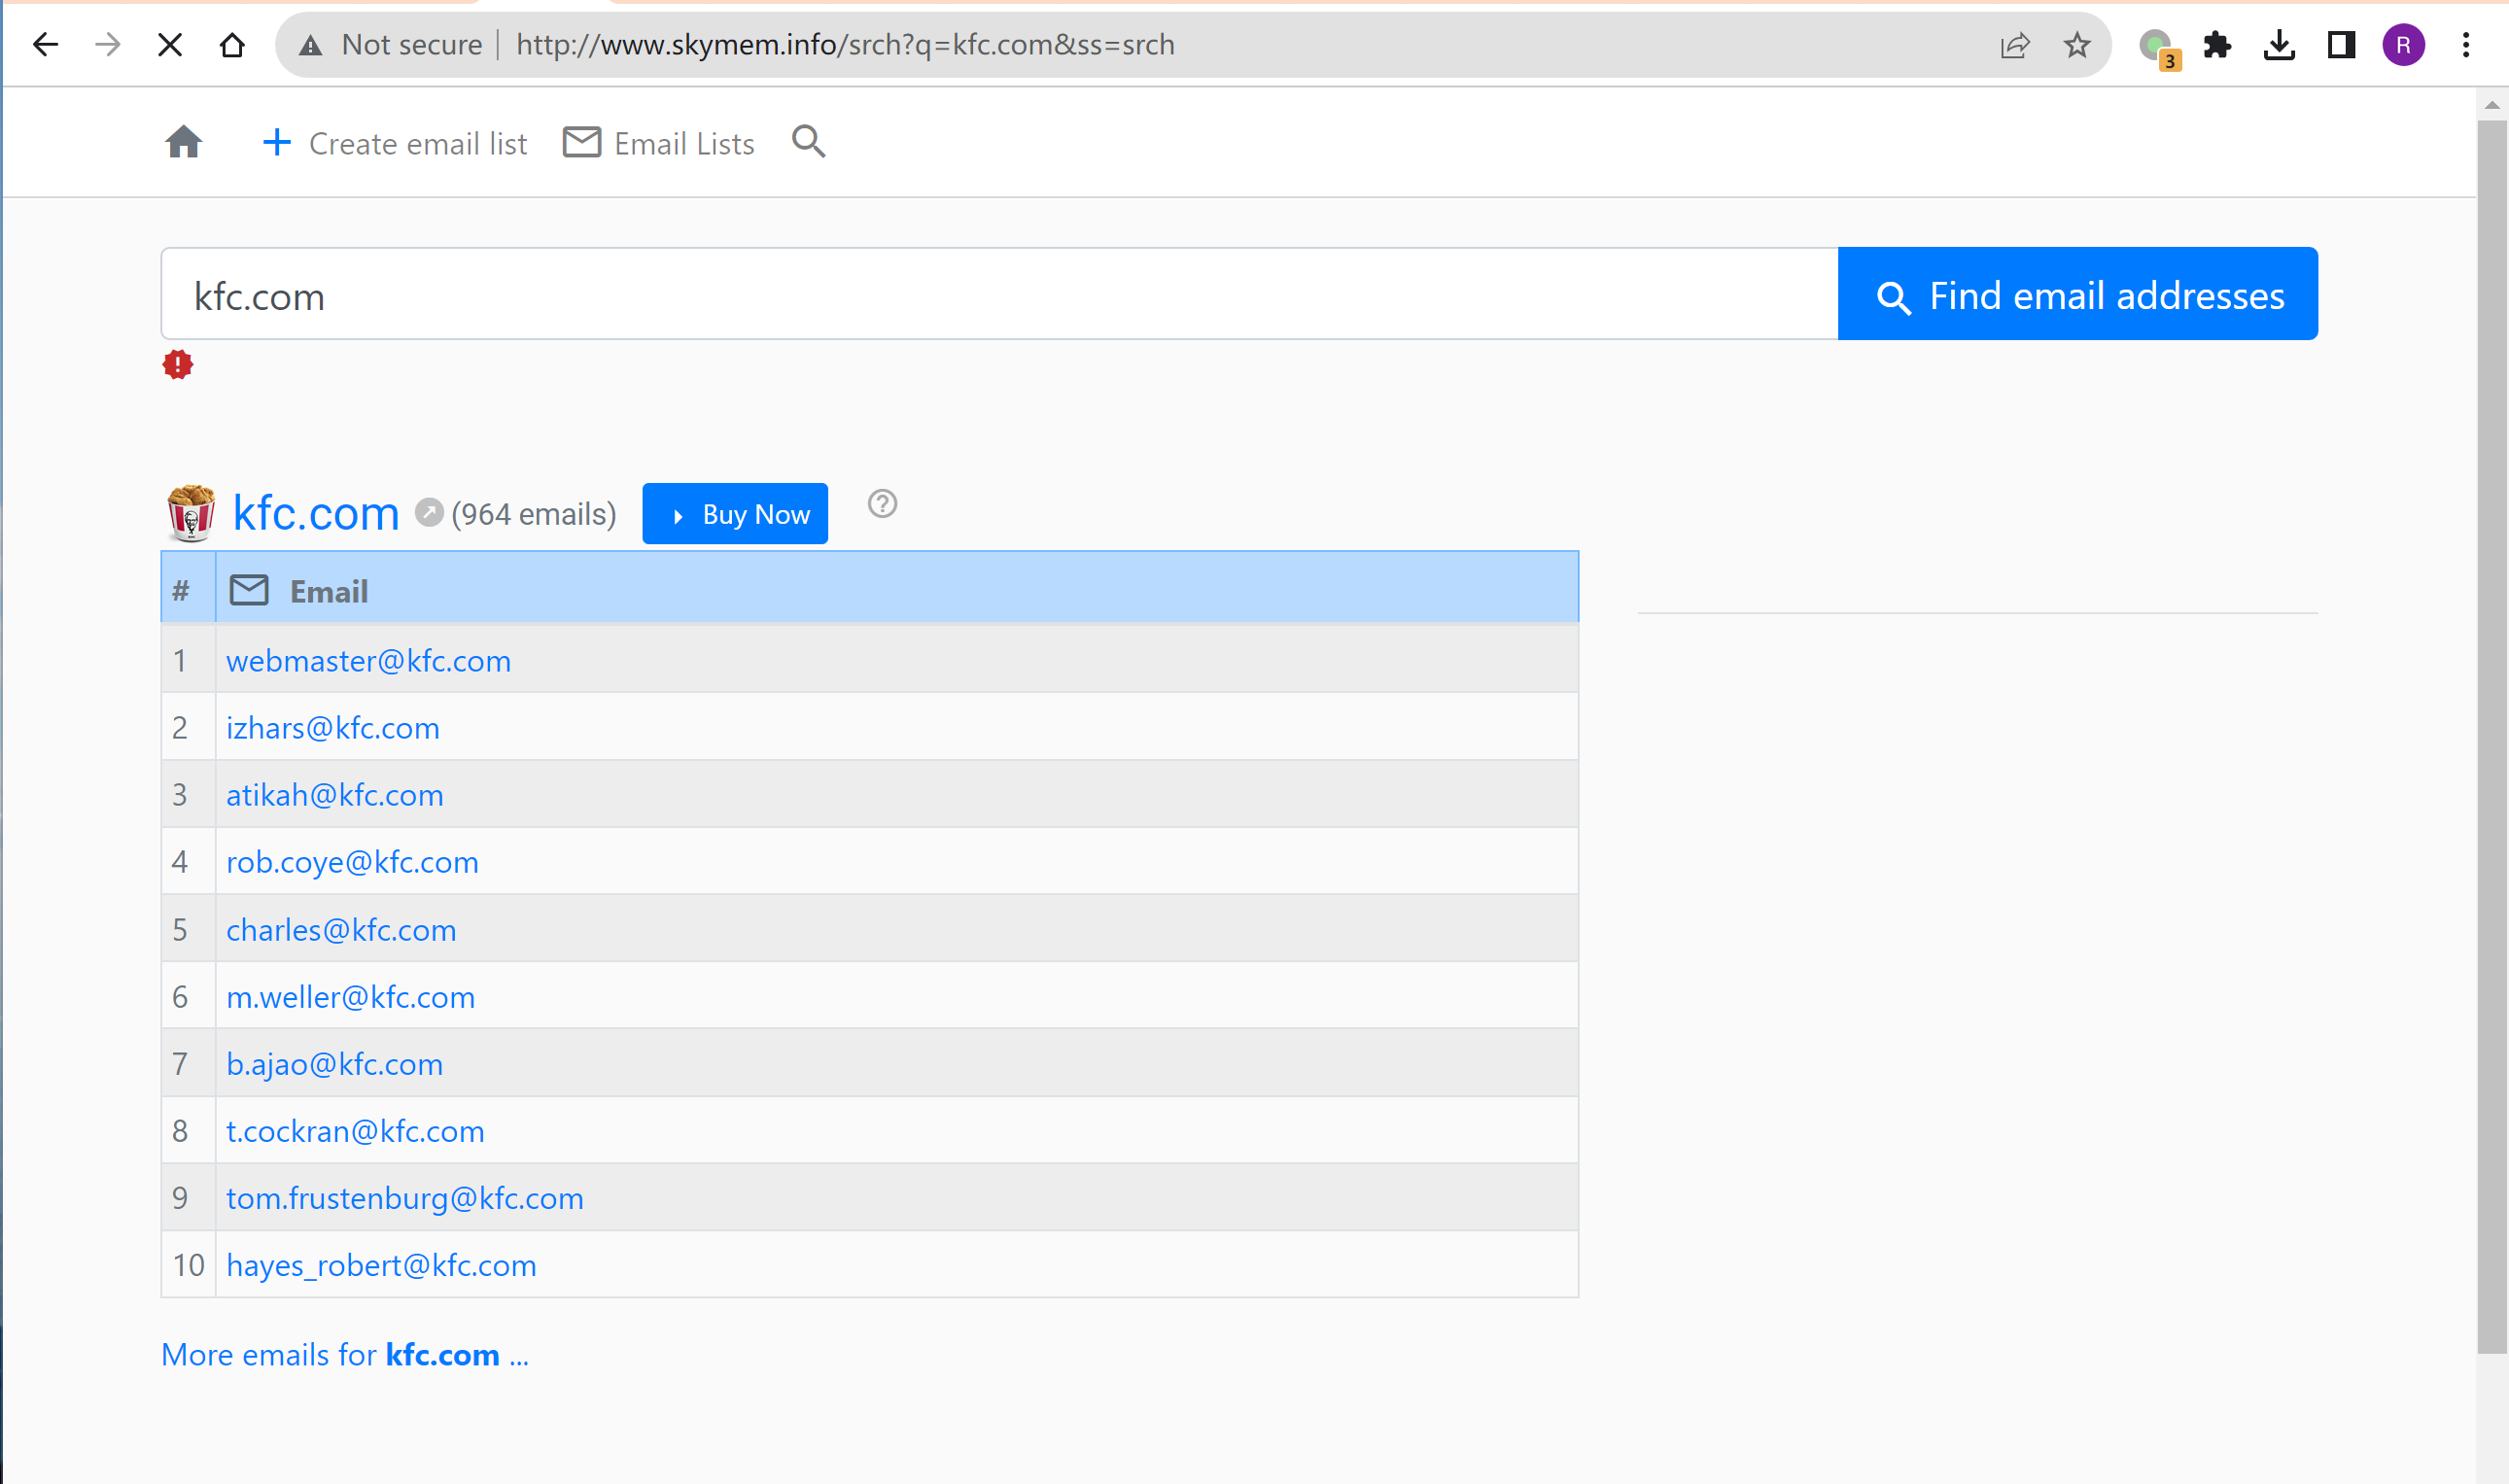 Not secure | http://www.skymem.info/srch?q=kfc.com&ss=srch
3
R
Create email list Email Lists
kfc.com Find email addresses
kfc.com (964 emails) Buy Now
# Email
1 webmaster@kfc.com
2 izhars@kfc.com
3 atikah@kfc.com
4 rob.coye@kfc.com
5 charles@kfc.com
6 m.weller@kfc.com
7 b.ajao@kfc.com
8 t.cockran@kfc.com
9 tom.frustenburg@kfc.com
10 hayes_robert@kfc.com
More emails for kfc.com ...